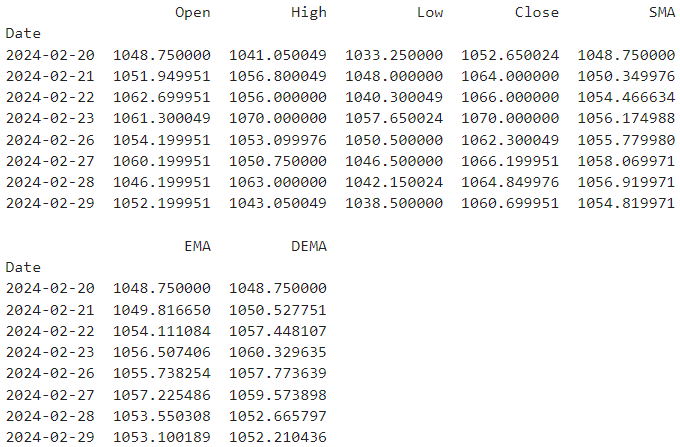 Open High Low Close SMA
Date
2024-02-20 1048.750000 1041.050049 1033.250000 1052.650024 1048.750000
2024-02-21 1051.949951 1056.800049 1048.000000 1064.000000 1050.349976
2024-02-22 1062.699951 1056.000000 1040.300049 1066.000000 1054.466634
2024-02-23 1061.300049 1070.000000 1057.650024 1070.000000 1056.174988
2024-02-26 1054.199951 1053.099976 1050.500000 1062.300049 1055.779980
2024-02-27 1060.199951 1050.750000 1046.500000 1066.199951 1058.069971
2024-02-28 1046.199951 1063.000000 1042.150024 1064.849976 1056.919971
2024-02-29 1052.199951 1043.050049 1038.500000 1060.699951 1054.819971
EMA DEMA
Date
2024-02-20 1048.750000 1048.750000
2024-02-21 1049.816650 1050.527751
2024-02-22 1054.111084 1057.448107
2024-02-23 1056.507406 1060.329635
2024-02-26 1055.738254 1057.773639
2024-02-27 1057.225486 1059.573898
2024-02-28 1053.550308 1052.665797
2024-02-29 1053.100189 1052.210436